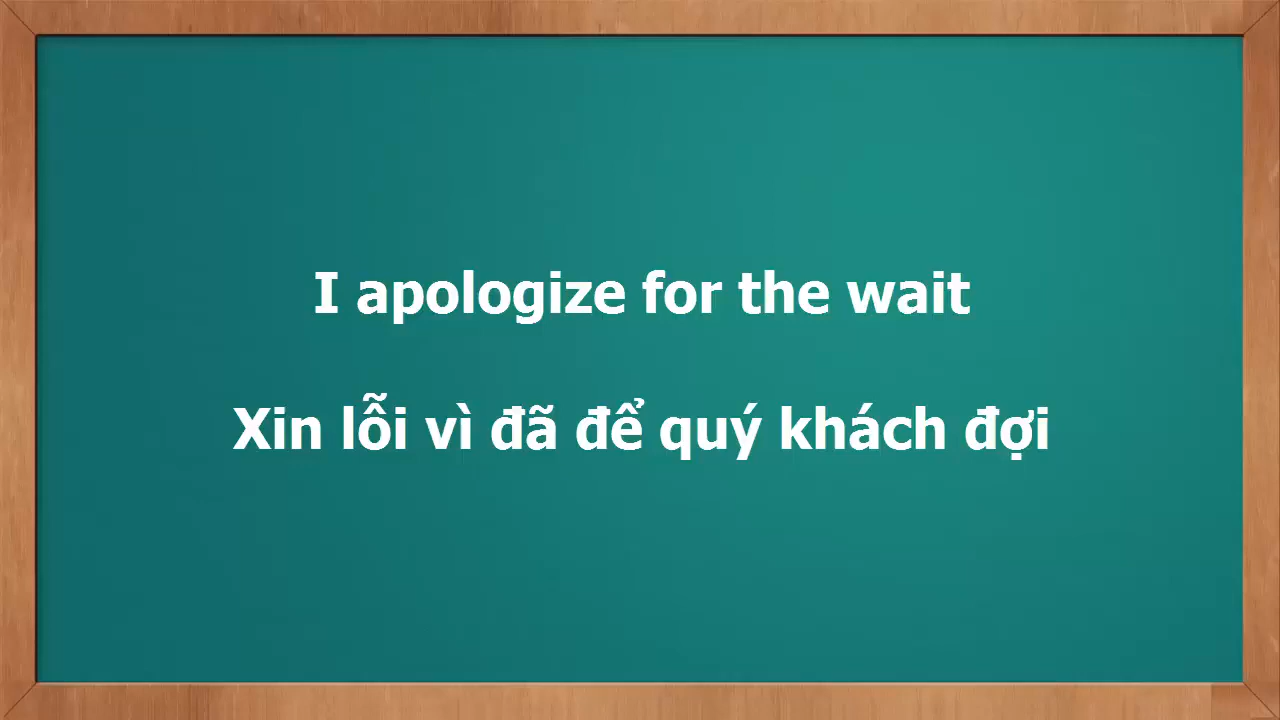 I apologize for the wait
Xin lỗi vì đã để quý khách đợi